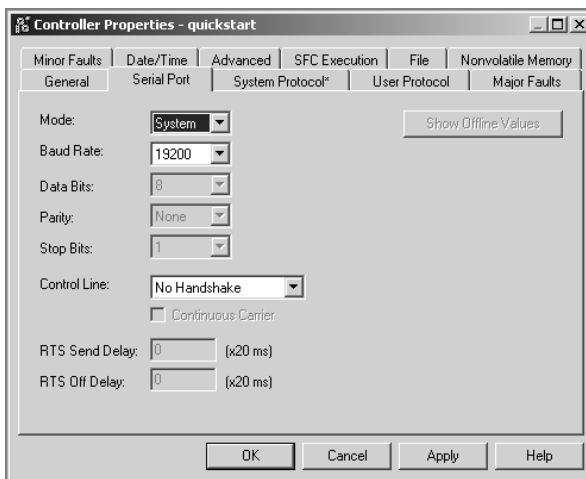 Controller Properties - quickstart
Minor Faults Date/Time Advanced SFC Execution File Nonvolatile Memory
General Serial Port System Protocol* User Protocol Major Faults
Mode: System Show Offline Values
Baud Rate: 19200
Data Bits: 8
Parity: None
Stop Bits: 1
Control Line: No Handshake
Continuous Carrier
RTS Send Delay: 0 (x20 ms)
RTS Off Delay: 0 (x20 ms)
OK Cancel Apply Help